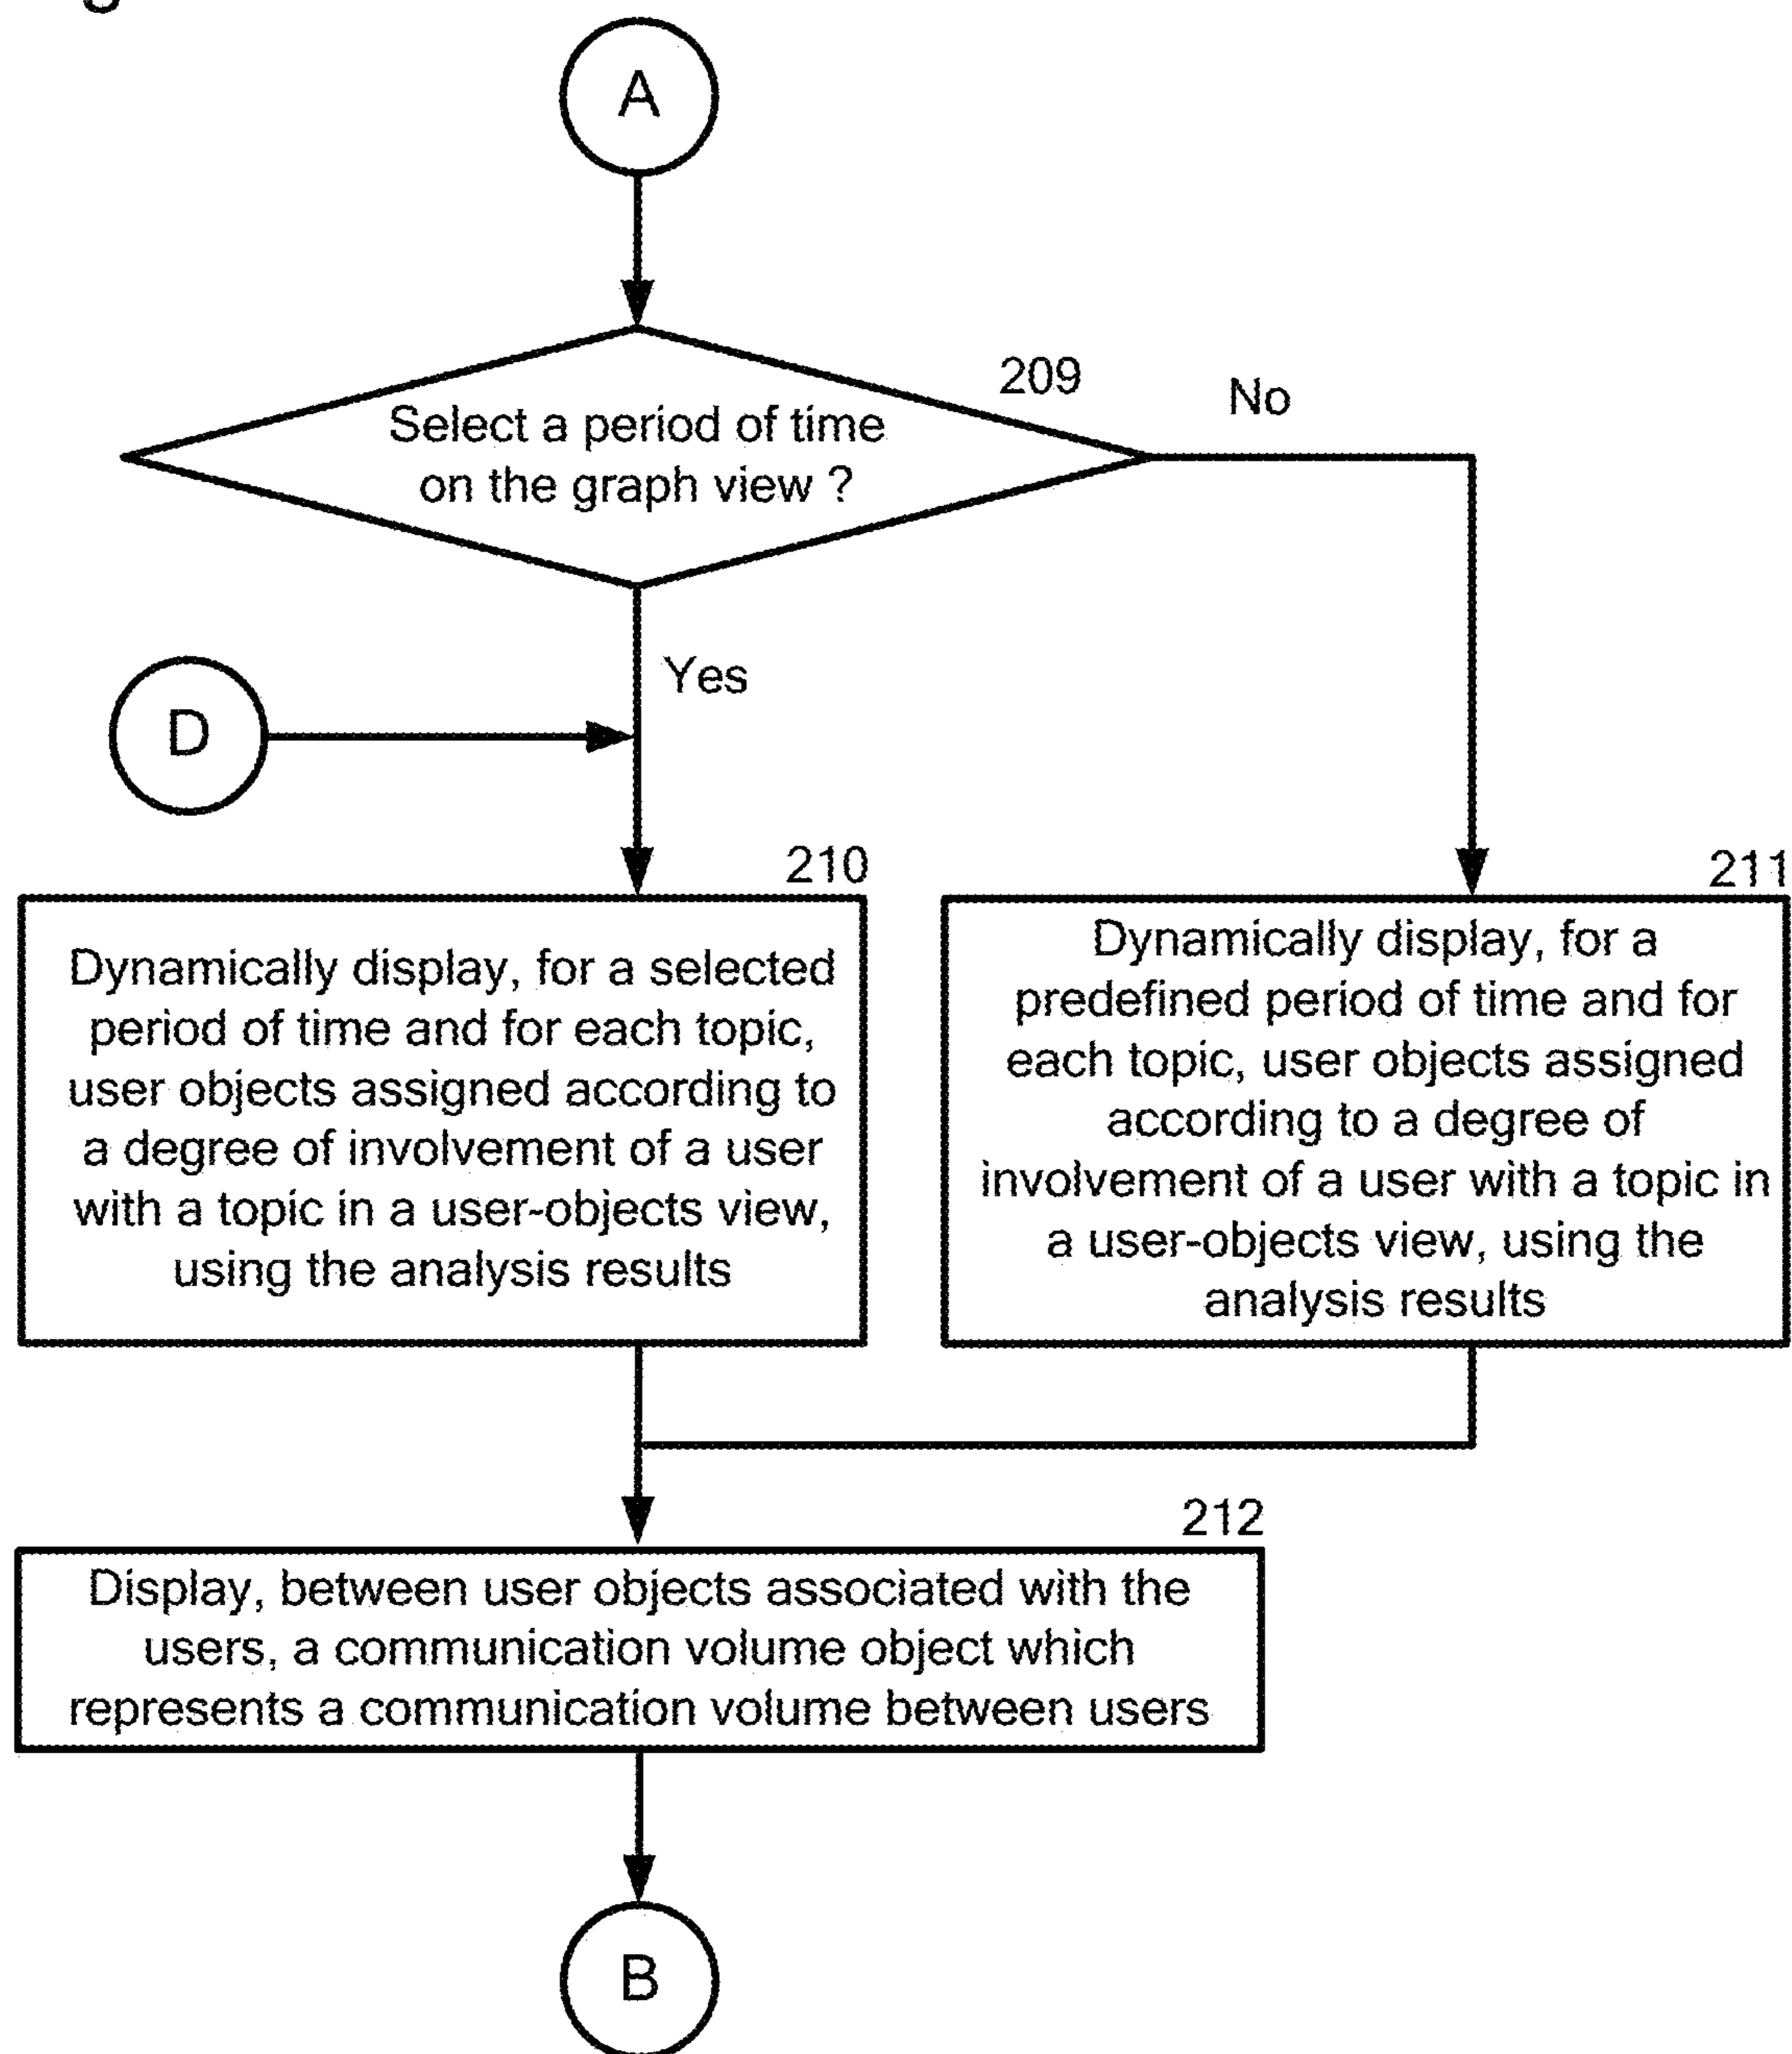 A
209
No
Select a period of time
on the graph view ?
Yes
D
210
Dynamically display, for a selected
period of time and for each topic,
user objects assigned according to
a degree of involvement of a user
with a topic in a user-objects view,
using the analysis results
211
Dynamically display, for a
predefined period of time and for
each topic, user objects assigned
according to a degree of
involvement of a user with a topic in
a user-objects view, using the
analysis results
212
Display, between user objects associated with the
users, a communication volume object which
represents a communication volume between users
B